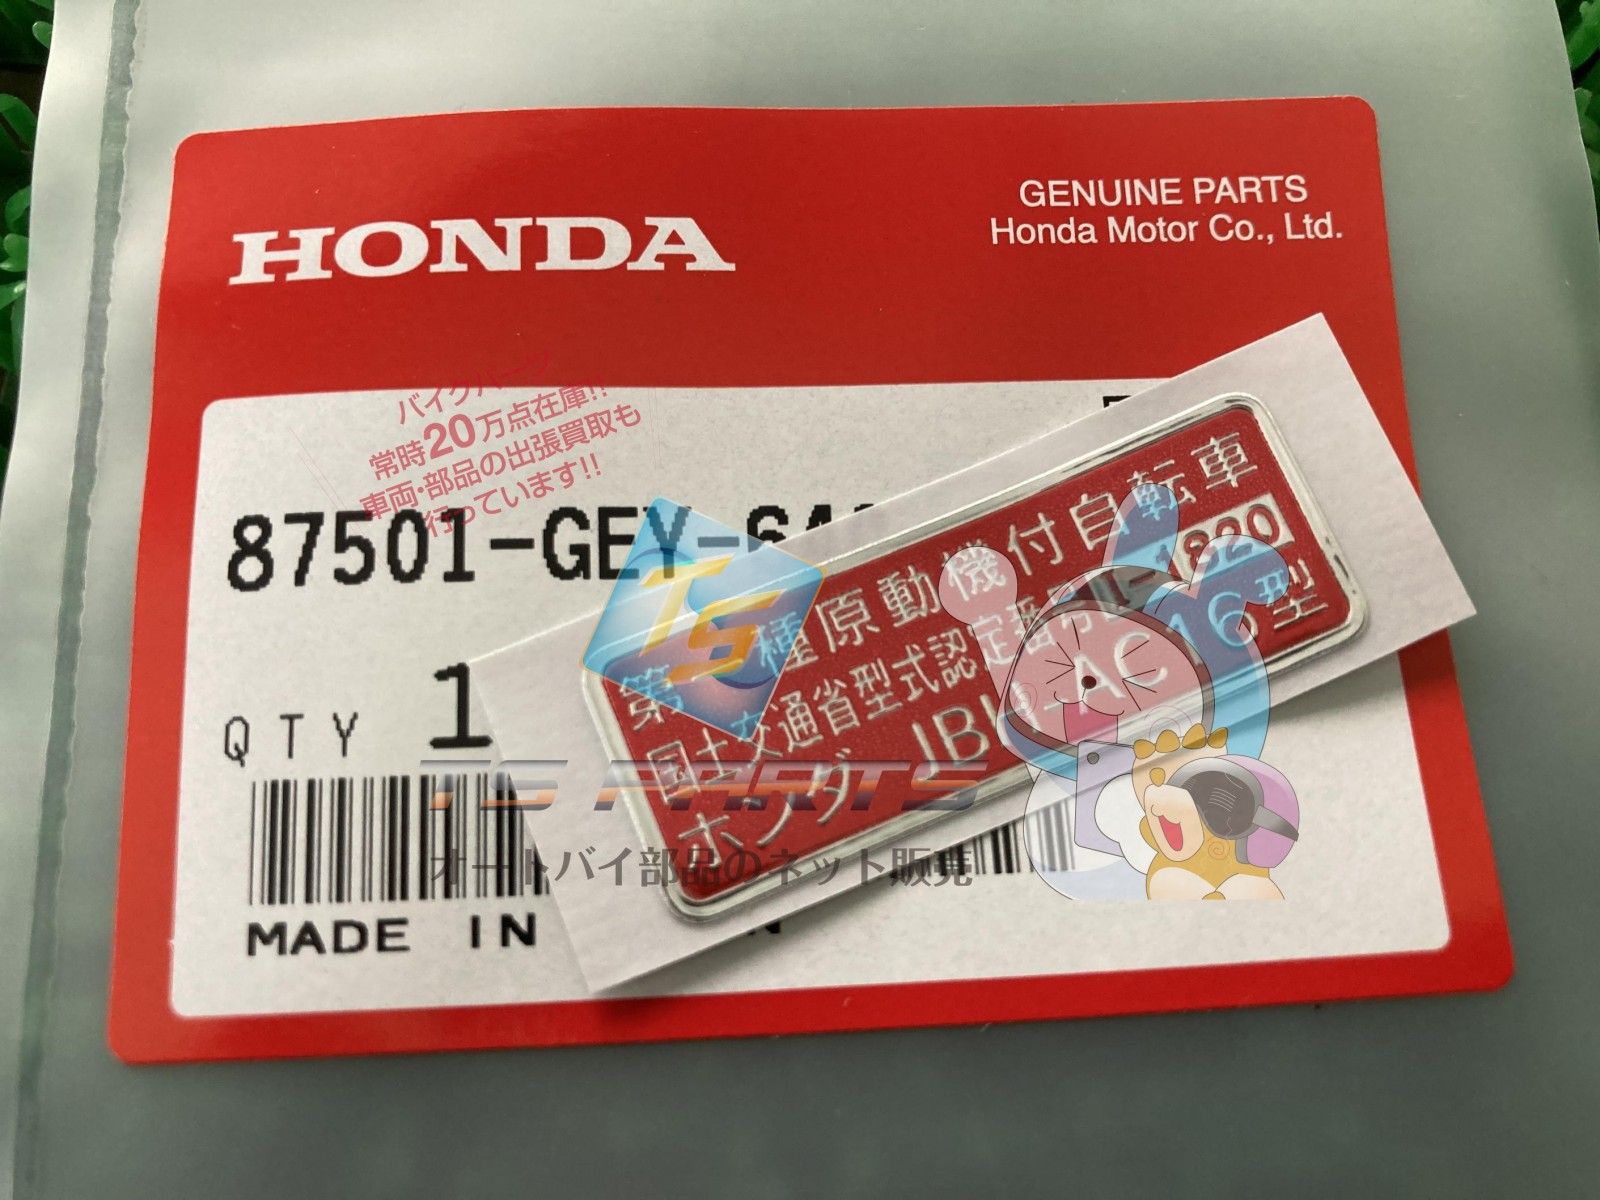 HONDA
GENUINE PARTS
Honda Motor Co., Ltd.
バイクパーツ
常時20万点在庫!!
車両・部品の出張買取も
行っています!!
87501-GEY-
QTY 1
第一種原動機付自転車
国土交通省型式認定番号
ホンダ JBH-AC16型
TS
TS PARTS
オートバイ部品のネット販売
MADE IN